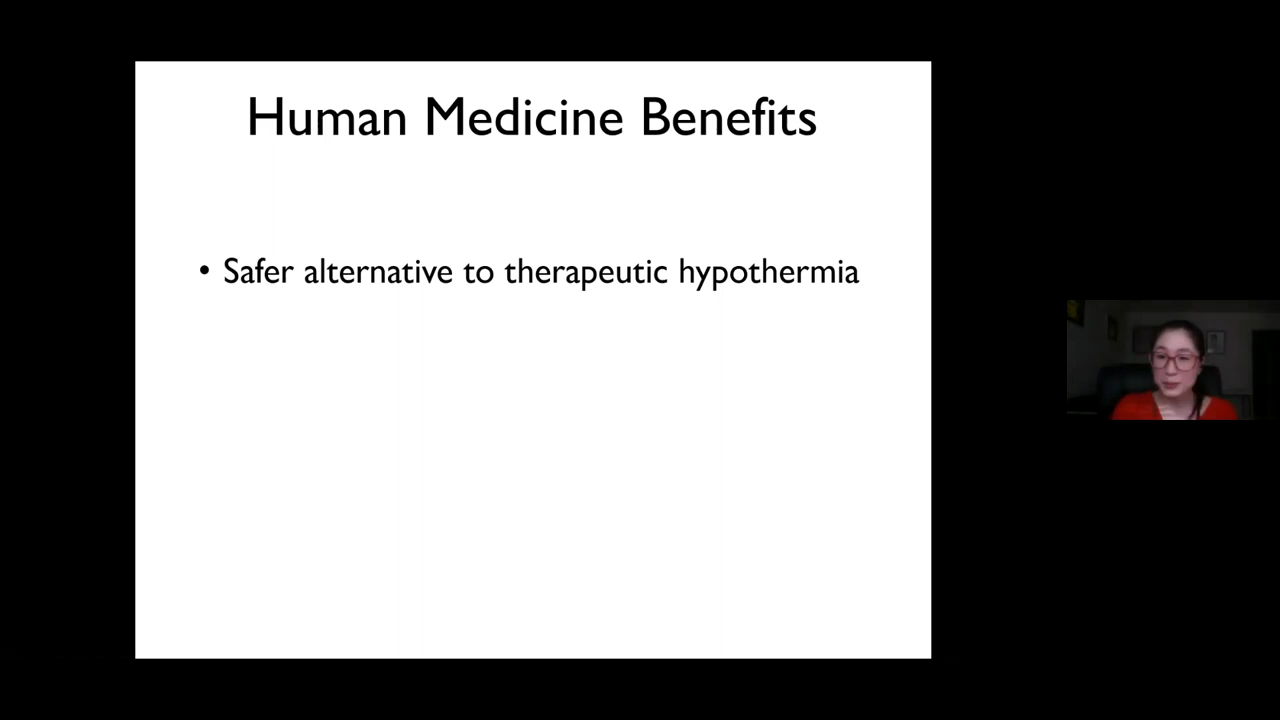 Human Medicine Benefits
• Safer alternative to therapeutic hypothermia